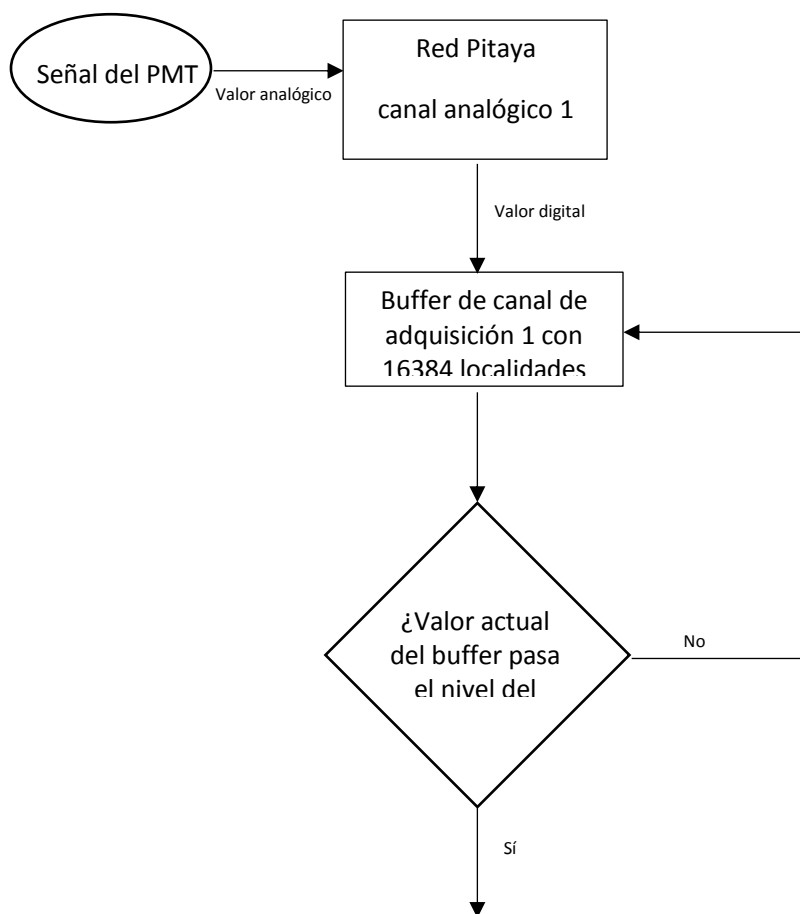 Señal del PMT
Valor analógico
Red Pitaya
canal analógico 1
Valor digital
Buffer de canal de
adquisición 1 con
16384 localidades
¿Valor actual
del buffer pasa
el nivel del
No
Sí